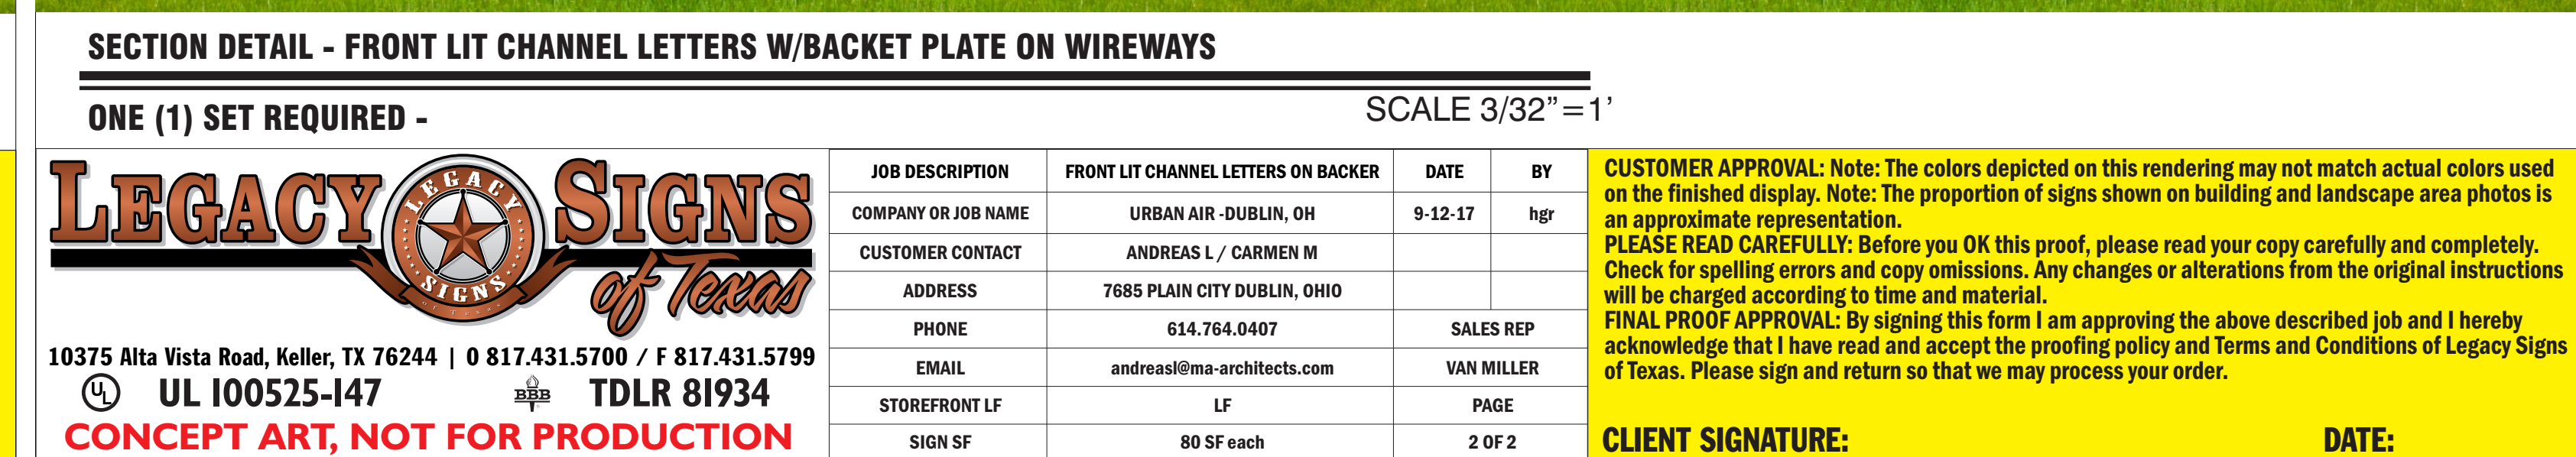 SECTION DETAIL - FRONT LIT CHANNEL LETTERS W/BACKET PLATE ON WIREWAYS
ONE (1) SET REQUIRED -
SCALE 3/32”=1’
LEGACY SIGNS
of Texas
LEGACY
SIGNS
of Texas
10375 Alta Vista Road, Keller, TX 76244 | O 817.431.5700 / F 817.431.5799
UL UL 100525-147 BBB TDLR 81934
CONCEPT ART, NOT FOR PRODUCTION
JOB DESCRIPTION FRONT LIT CHANNEL LETTERS ON BACKER DATE BY
COMPANY OR JOB NAME URBAN AIR -DUBLIN, OH 9-12-17 hgr
CUSTOMER CONTACT ANDREAS L / CARMEN M
ADDRESS 7685 PLAIN CITY DUBLIN, OHIO
PHONE 614.764.0407 SALES REP
EMAIL andreasl@ma-architects.com VAN MILLER
STOREFRONT LF LF PAGE
SIGN SF 80 SF each 2 OF 2
CUSTOMER APPROVAL: Note: The colors depicted on this rendering may not match actual colors used
on the finished display. Note: The proportion of signs shown on building and landscape area photos is
an approximate representation.
PLEASE READ CAREFULLY: Before you OK this proof, please read your copy carefully and completely.
Check for spelling errors and copy omissions. Any changes or alterations from the original instructions
will be charged according to time and material.
FINAL PROOF APPROVAL: By signing this form I am approving the above described job and I hereby
acknowledge that I have read and accept the proofing policy and Terms and Conditions of Legacy Signs
of Texas. Please sign and return so that we may process your order.
CLIENT SIGNATURE: DATE: